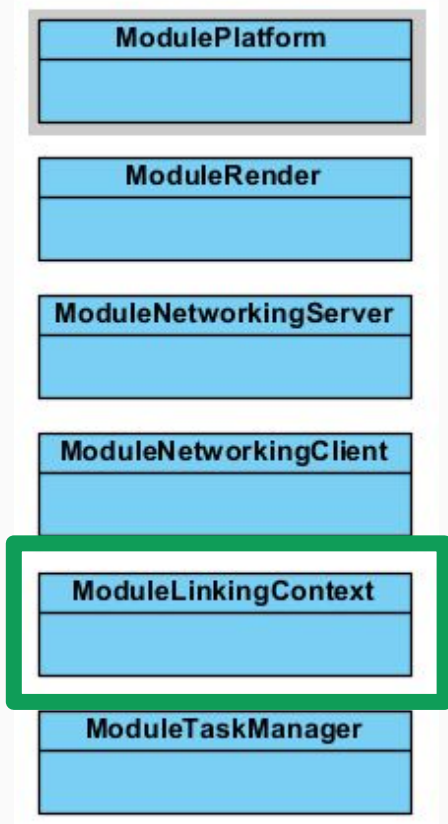 ModulePlatform
ModuleRender
ModuleNetworkingServer
ModuleNetworkingClient
ModuleLinkingContext
ModuleTaskManager